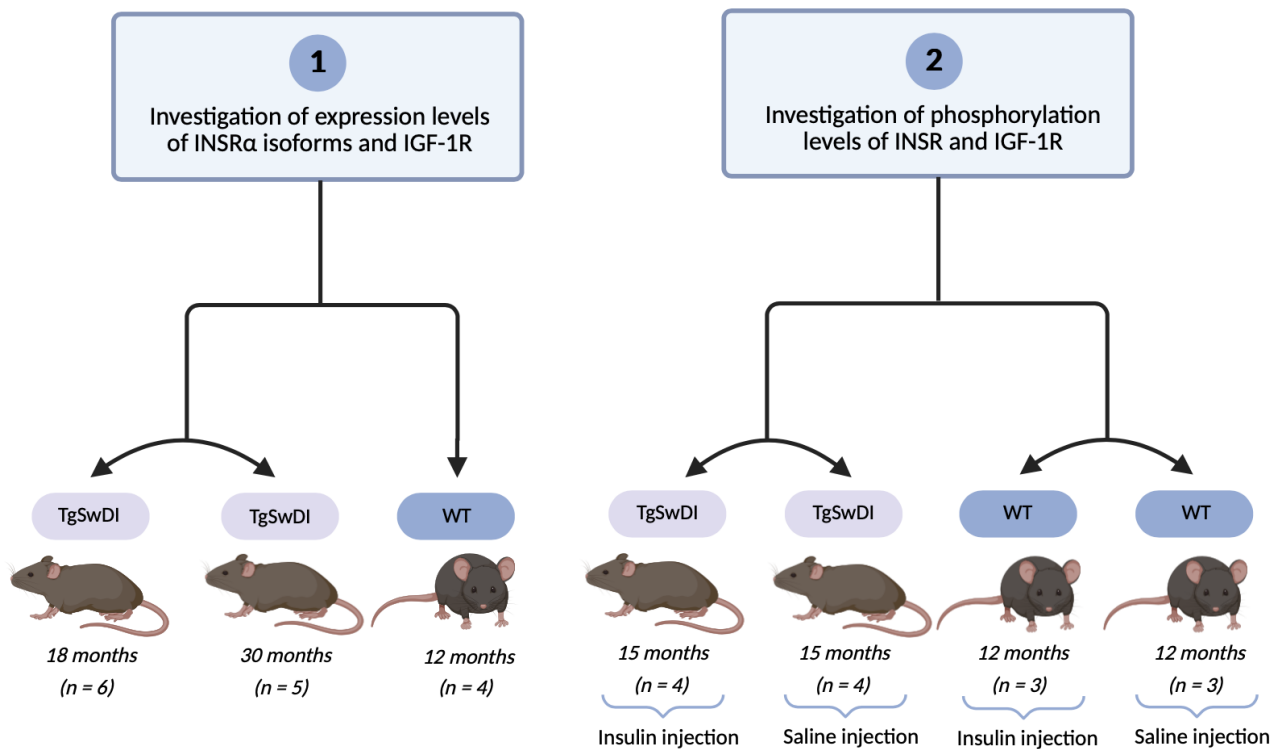 1
Investigation of expression levels
of INSRα isoforms and IGF-1R
TgSwDI
TgSwDI
WT
18 months
(n = 6)
30 months
(n = 5)
12 months
(n = 4)
2
Investigation of phosphorylation
levels of INSR and IGF-1R
TgSwDI
TgSwDI
WT
WT
15 months
(n = 4)
Insulin injection
15 months
(n = 4)
Saline injection
12 months
(n = 3)
Insulin injection
12 months
(n = 3)
Saline injection